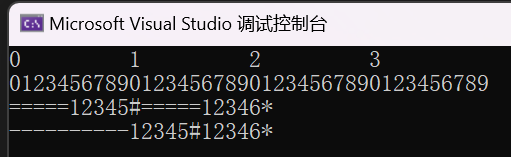 C:\ Microsoft Visual Studio 调试控制台
0         1         2         3
0123456789012345678901234567890123456789
=====12345#=====12346*
----------12345#12346*